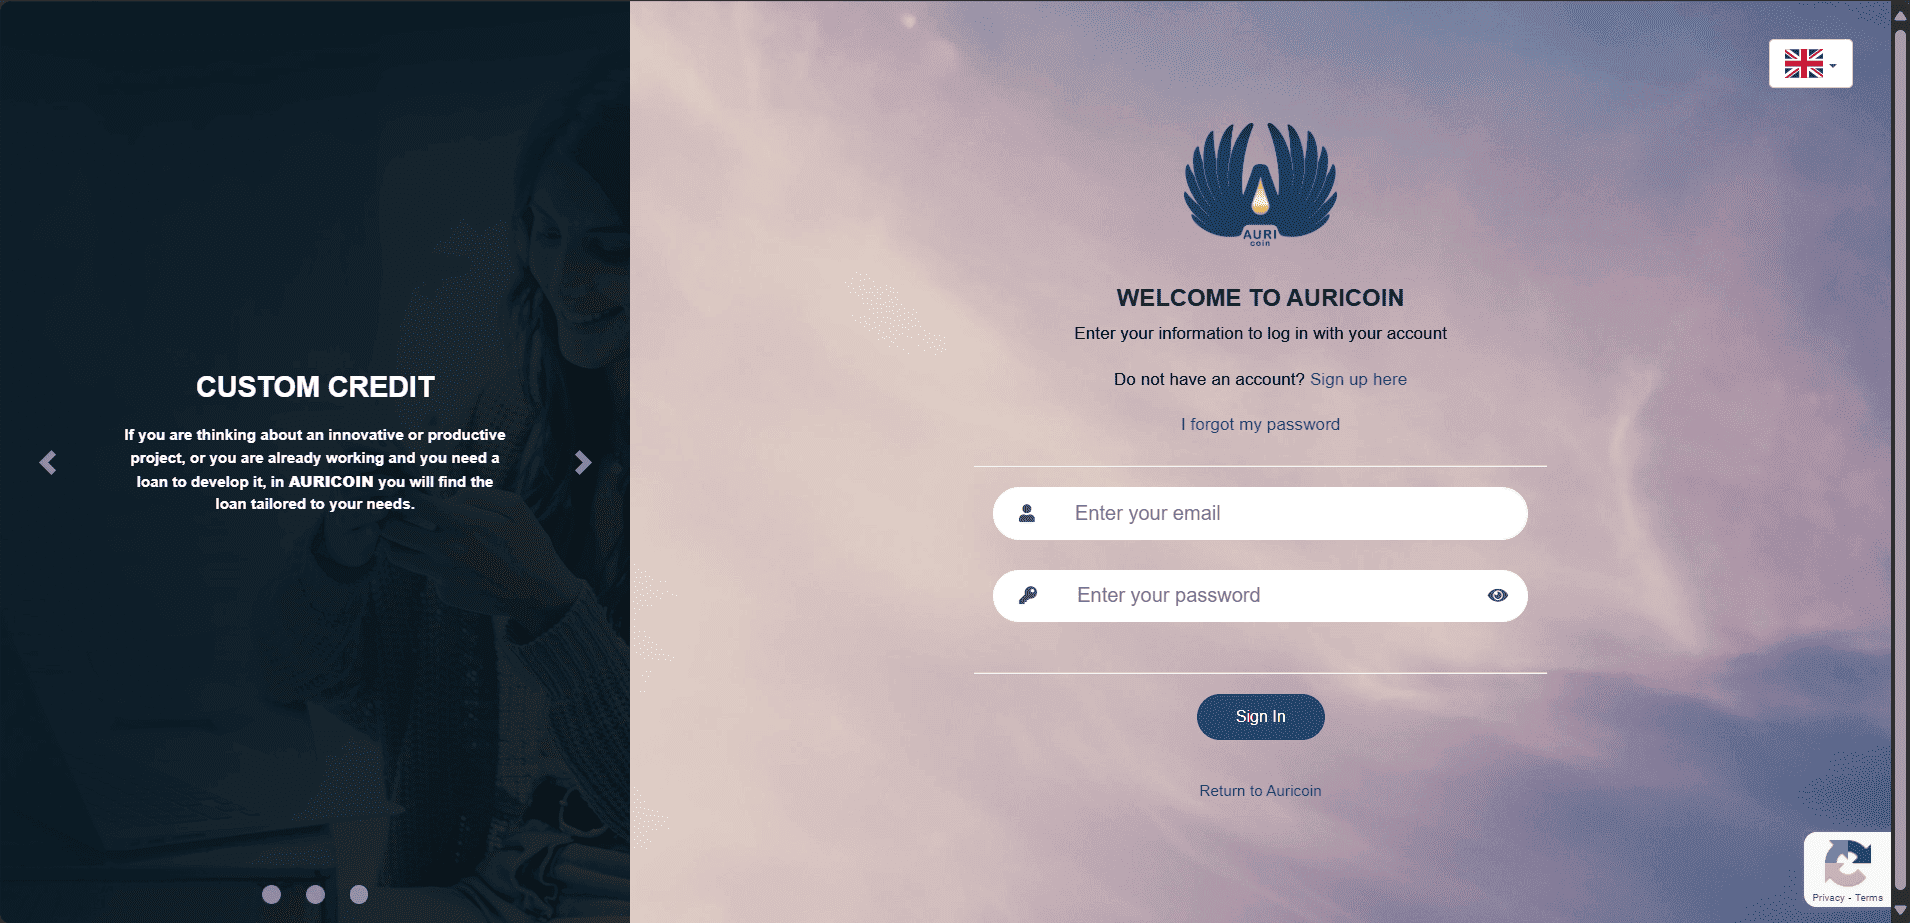 CUSTOM CREDIT
If you are thinking about an innovative or productive
project, or you are already working and you need a
loan to develop it, in AURICOIN you will find the
loan tailored to your needs.
AURI
coin
WELCOME TO AURICOIN
Enter your information to log in with your account
Do not have an account? Sign up here
I forgot my password
Enter your email
Enter your password
Sign In
Return to Auricoin
Privacy - Terms